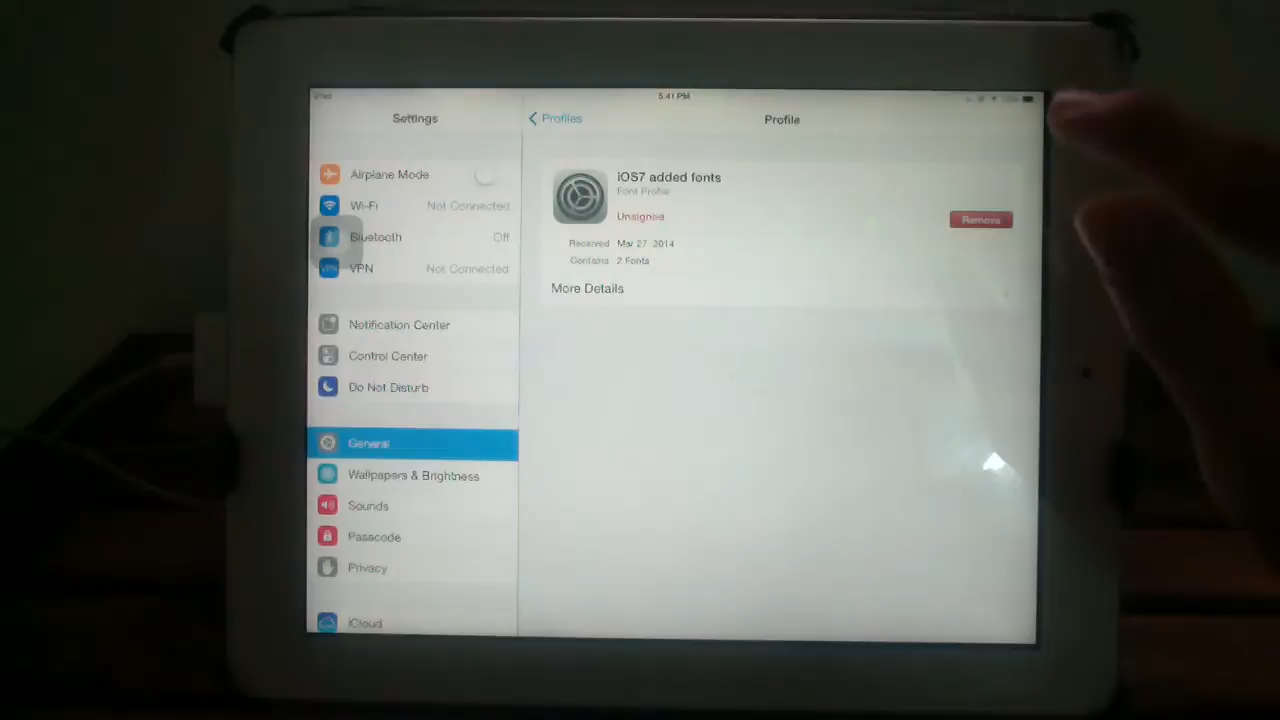 iPad
5:41 PM
Settings
Airplane Mode
Wi-Fi Not Connected
Bluetooth Off
VPN Not Connected
Notification Center
Control Center
Do Not Disturb
General
Wallpapers & Brightness
Sounds
Passcode
Privacy
iCloud
Profiles
Profile
iOS7 added fonts
Font Profile
Unsigned
Remove
Received Mar 27, 2014
Contains 2 Fonts
More Details